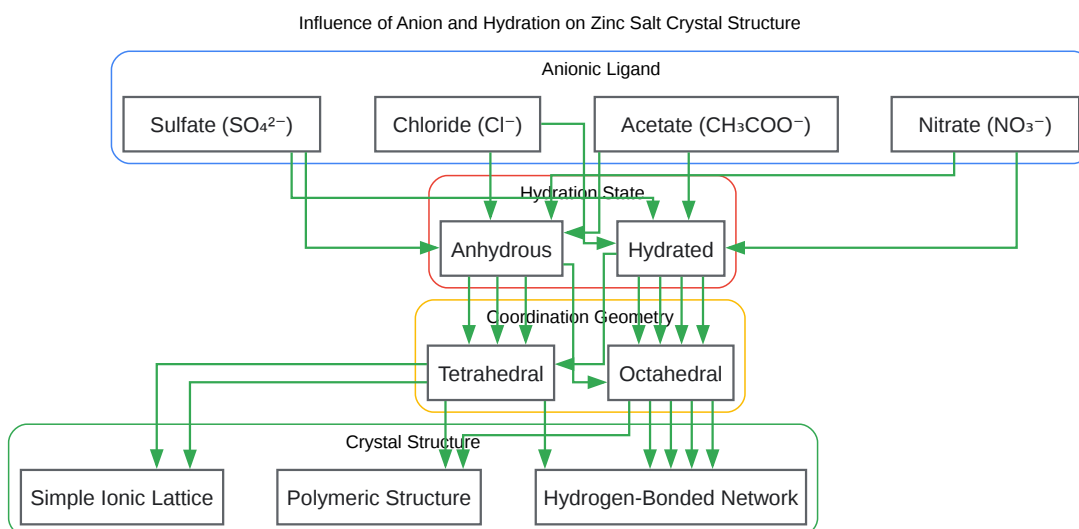 Influence of Anion and Hydration on Zinc Salt Crystal Structure
Anionic Ligand
Sulfate (SO₄²⁻)
Chloride (Cl⁻)
Acetate (CH₃COO⁻)
Nitrate (NO₃⁻)
Hydration State
Anhydrous
Hydrated
Coordination Geometry
Tetrahedral
Octahedral
Crystal Structure
Simple Ionic Lattice
Polymeric Structure
Hydrogen-Bonded Network